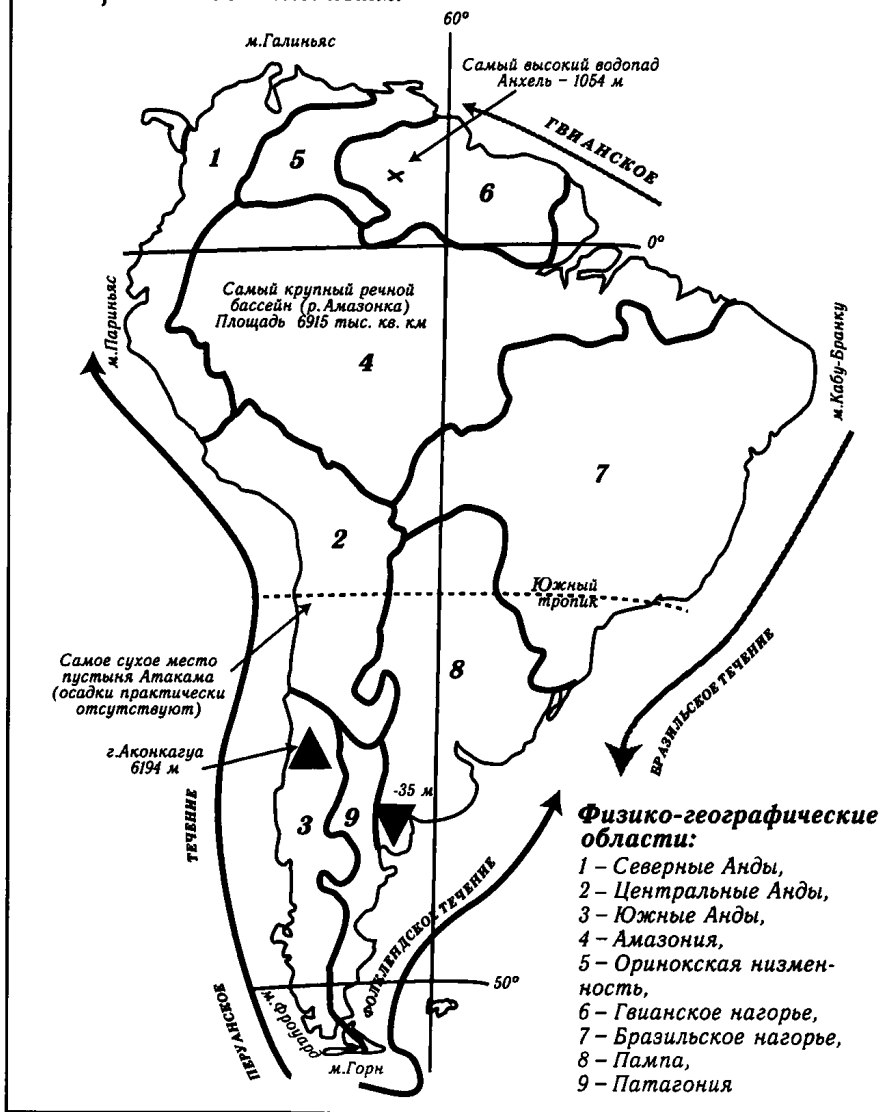 60°
м.Галиньяс
Самый высокий водопад
Анхель – 1054 м
ГВИАНСКОЕ
1
5
6
0°
м.Париньяс
Самый крупный речной
бассейн (р.Амазонка)
Площадь 6915 тыс. кв. км
4
м.Кабу-Бранку
7
2
Южный
тропик
Самое сухое место
пустыня Атакама
(осадки практически
отсутствуют)
8
БРАЗИЛЬСКОЕ ТЕЧЕНИЕ
г.Аконкагуа
6194 м
-35 м
3
9
ТЕЧЕНИЕ
ФОЛКЛЕНДСКОЕ ТЕЧЕНИЕ
50°
м.Фроуард
ПЕРУАНСКОЕ
м.Горн
Физико-географические
области:
1 – Северные Анды,
2 – Центральные Анды,
3 – Южные Анды,
4 – Амазония,
5 – Оринокская низмен-
ность,
6 – Гвианское нагорье,
7 – Бразильское нагорье,
8 – Пампа,
9 – Патагония